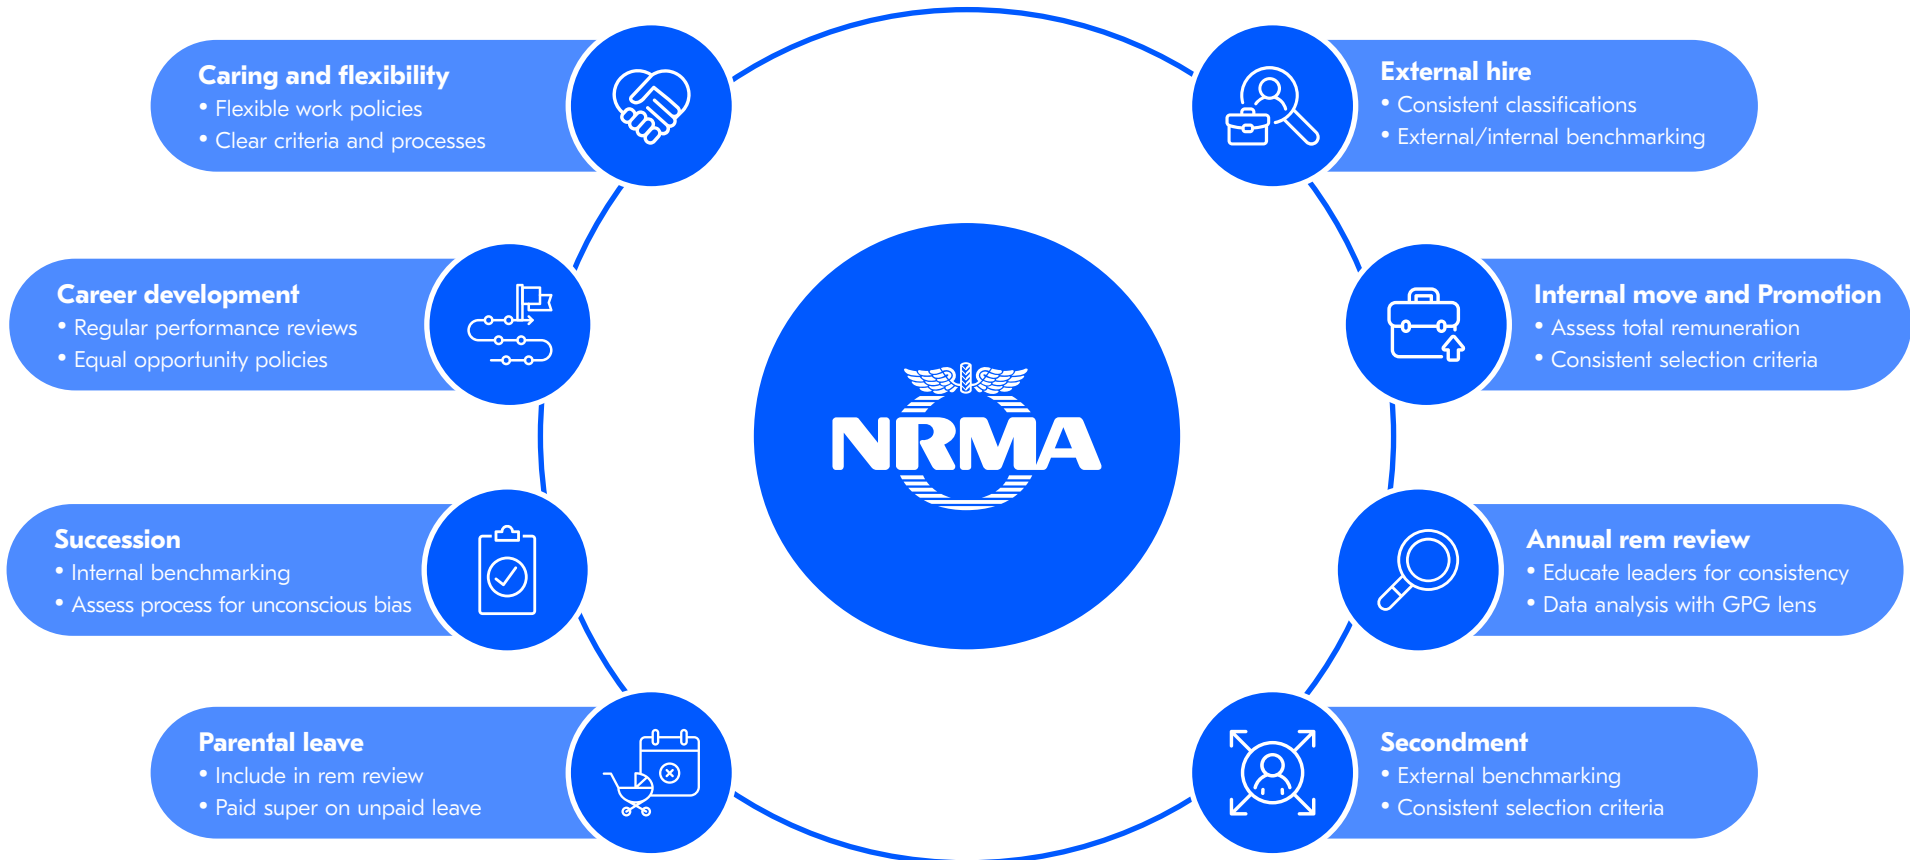 Caring and flexibility
• Flexible work policies
• Clear criteria and processes
External hire
• Consistent classifications
• External/internal benchmarking
Career development
• Regular performance reviews
• Equal opportunity policies
Internal move and Promotion
• Assess total remuneration
• Consistent selection criteria
NRMA
Succession
• Internal benchmarking
• Assess process for unconscious bias
Annual rem review
• Educate leaders for consistency
• Data analysis with GPG lens
Parental leave
• Include in rem review
• Paid super on unpaid leave
Secondment
• External benchmarking
• Consistent selection criteria